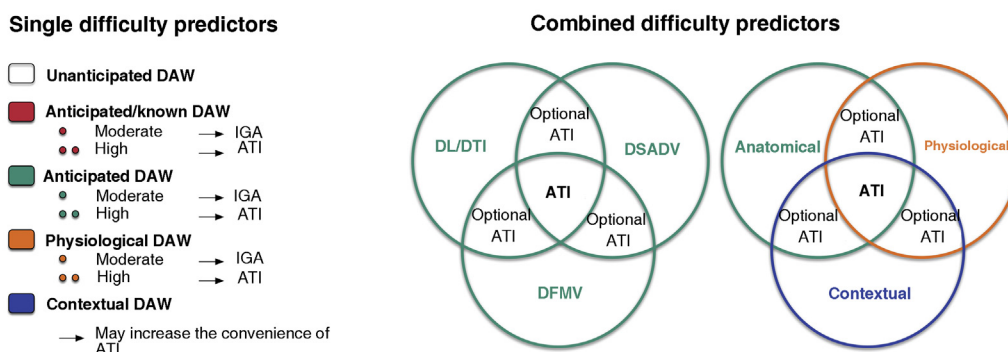 Single difficulty predictors
Unanticipated DAW
Anticipated/known DAW
Moderate → IGA
High → ATI
Anticipated DAW
Moderate → IGA
High → ATI
Physiological DAW
Moderate → IGA
High → ATI
Contextual DAW
→ May increase the convenience of
ATI
Combined difficulty predictors
Optional
ATI
DL/DTI
DSADV
ATI
Optional
ATI
Optional
ATI
DFMV
Optional
ATI
Anatomical
Physiological
ATI
Optional
ATI
Optional
ATI
Contextual